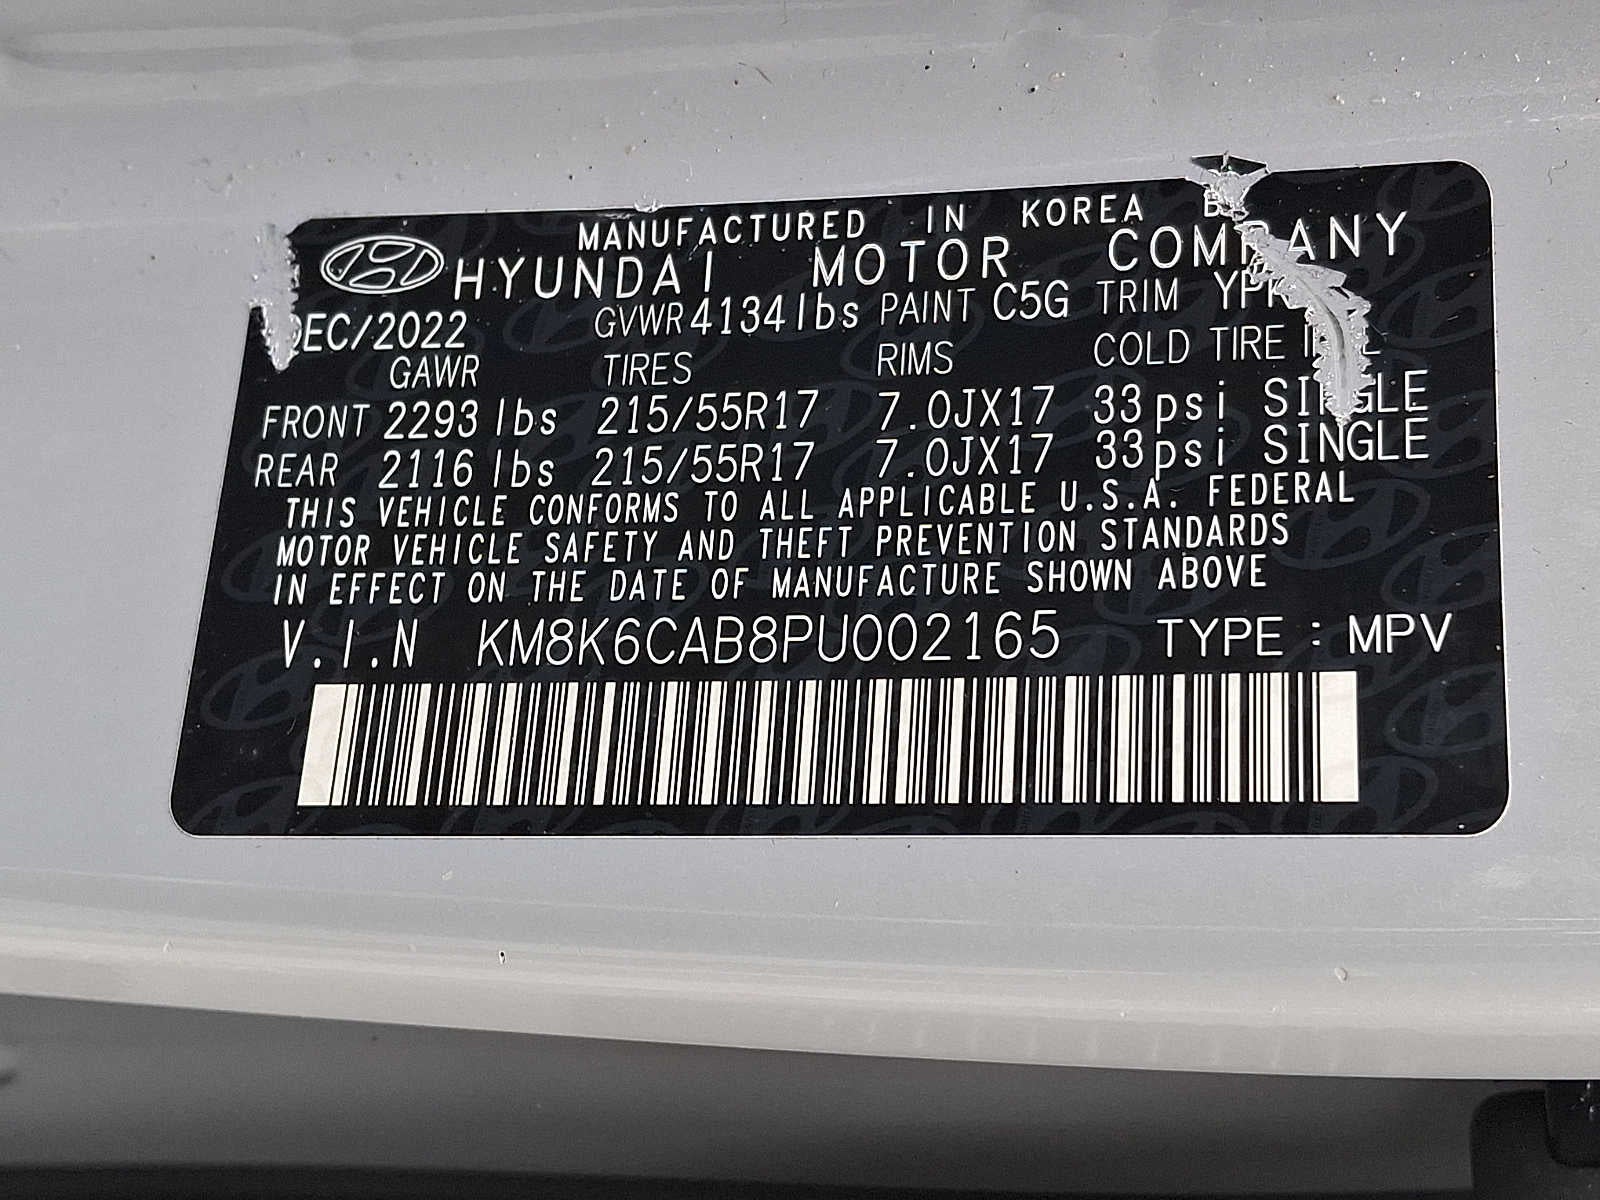 MANUFACTURED IN KOREA
HYUNDAI MOTOR COMPANY
DEC/2022 GVWR 4134 lbs PAINT C5G TRIM
GAWR TIRES RIMS COLD TIRE
FRONT 2293 lbs 215/55R17 7.0JX17 33psi SINGLE
REAR 2116 lbs 215/55R17 7.0JX17 33psi SINGLE
THIS VEHICLE CONFORMS TO ALL APPLICABLE U.S.A. FEDERAL
MOTOR VEHICLE SAFETY AND THEFT PREVENTION STANDARDS
IN EFFECT ON THE DATE OF MANUFACTURE SHOWN ABOVE
V.I.N KM8K6CAB8PU002165 TYPE : MPV